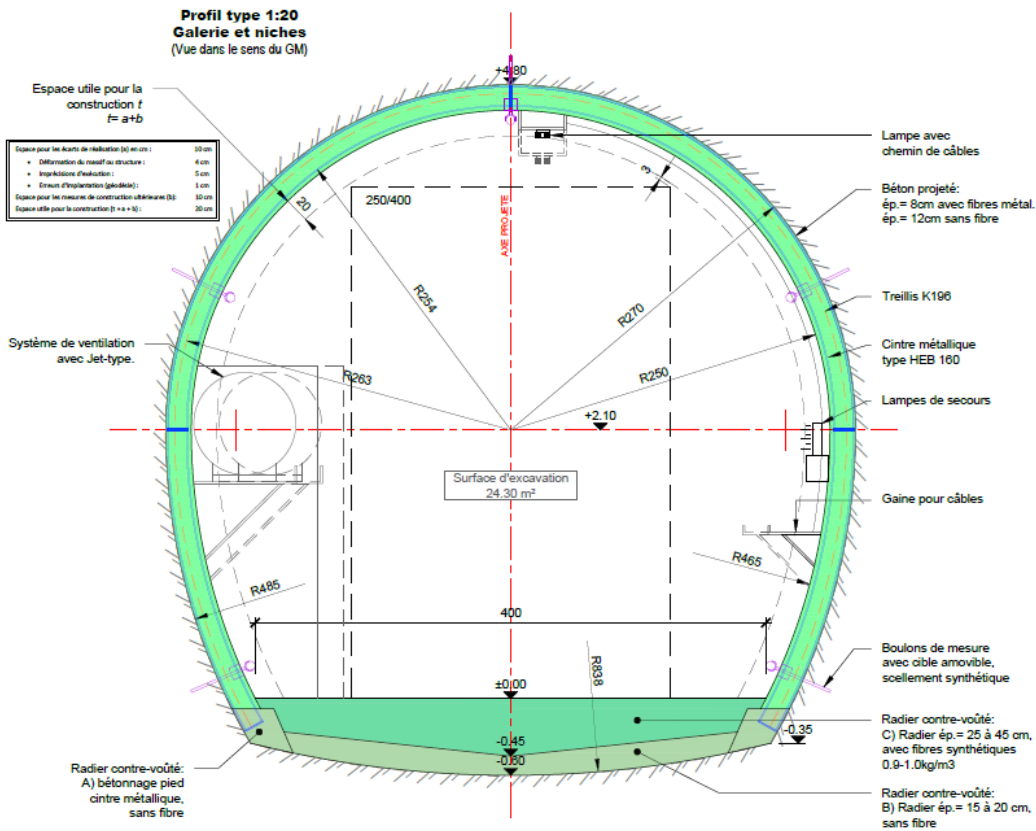 Profil type 1:20
Galerie et niches
(Vue dans le sens du GM)
+4.80
Espace utile pour la
construction t
t= a+b
Espace pour les écarts de réalisation (a) en cm : 10 cm
• Déformation du massif ou structure : 4 cm
• Imprécisions d'exécution : 5 cm
• Erreurs d'implantation (géodésie) : 1 cm
Espace pour les mesures de construction ultérieures (b): 10 cm
Espace utile pour la construction (t = a + b) : 20 cm
Lampe avec
chemin de câbles
3
250/400
20
AXE PROJETE
Béton projeté:
ép.= 8cm avec fibres métal.
ép.= 12cm sans fibre
R254
R270
Treillis K196
Système de ventilation
avec Jet-type.
Cintre métallique
type HEB 160
R263
R250
Lampes de secours
+2.10
Surface d'excavation
24.30 m²
Gaine pour câbles
R485
R465
400
R838
Boulons de mesure
avec cible amovible,
scellement synthétique
±0.00
-0.35
-0.45
-0.60
Radier contre-voûté:
C) Radier ép.= 25 à 45 cm,
avec fibres synthétiques
0.9-1.0kg/m3
Radier contre-voûté:
A) bétonnage pied
cintre métallique,
sans fibre
Radier contre-voûté:
B) Radier ép.= 15 à 20 cm,
sans fibre